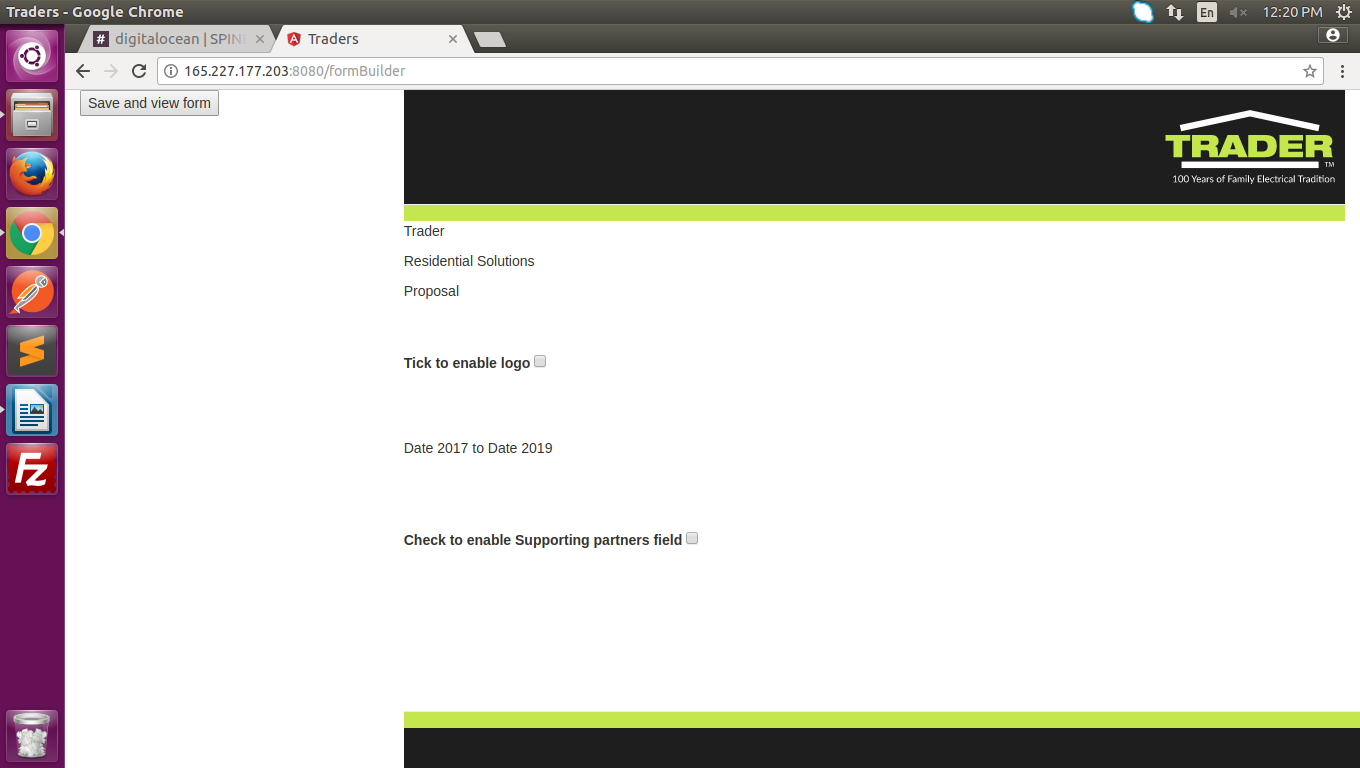 Traders - Google Chrome
En
12:20 PM
# digitalocean | SPIN
Traders
165.227.177.203:8080/formBuilder
Save and view form
TRADER
TM
100 Years of Family Electrical Tradition
Trader
Residential Solutions
Proposal
Tick to enable logo
Date 2017 to Date 2019
Check to enable Supporting partners field
Fz